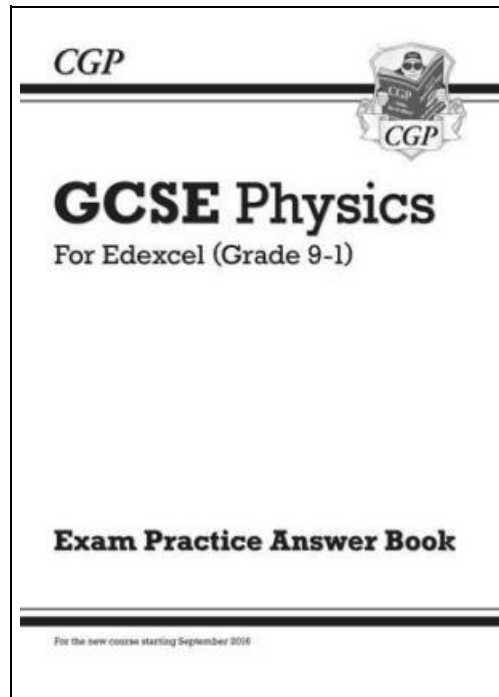 CGP
CGP
CGP
GCSE Physics
For Edexcel (Grade 9-1)
Exam Practice Answer Book
For the new course starting September 2016